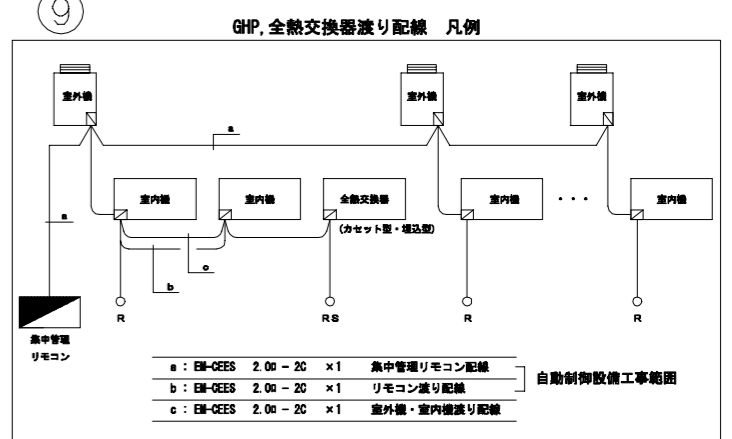 9
GHP,全熱交換器渡り配線 凡例
室外機
室外機
室外機
a
室内機
室内機
全熱交換器
室内機
・・・
室内機
(カセット型・埋込型)
a
c
b
R
RS
R
R
集中管理
リモコン
a : EM-CEES 2.0□ - 2C ×1 集中管理リモコン配線
b : EM-CEES 2.0□ - 2C ×1 リモコン渡り配線
c : EM-CEES 2.0□ - 2C ×1 室外機・室内機渡り配線
自動制御設備工事範囲